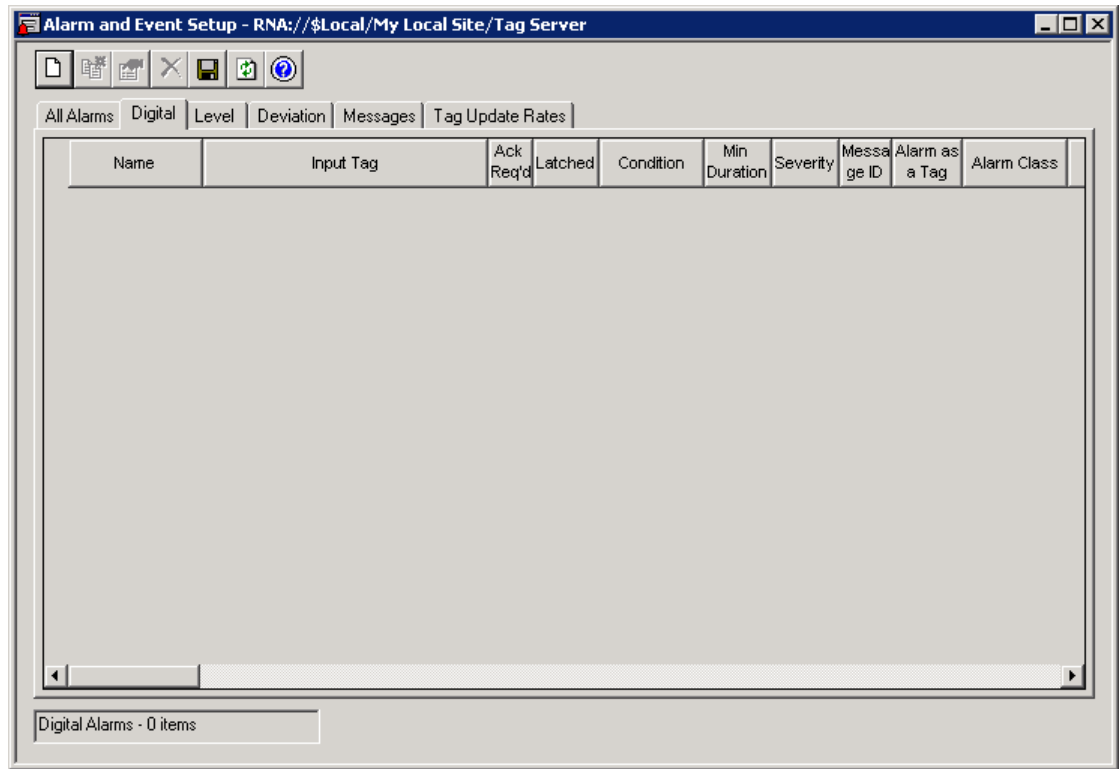 Alarm and Event Setup - RNA://$Local/My Local Site/Tag Server
All Alarms Digital Level Deviation Messages Tag Update Rates
Name Input Tag Ack Req'd Latched Condition Min Duration Severity Messa ge ID Alarm as a Tag Alarm Class
Digital Alarms - 0 items